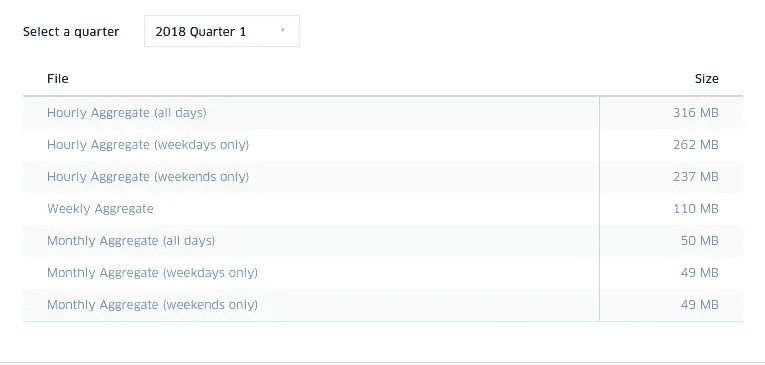 Select a quarter 2018 Quarter 1
File Size
Hourly Aggregate (all days) 316 MB
Hourly Aggregate (weekdays only) 262 MB
Hourly Aggregate (weekends only) 237 MB
Weekly Aggregate 110 MB
Monthly Aggregate (all days) 50 MB
Monthly Aggregate (weekdays only) 49 MB
Monthly Aggregate (weekends only) 49 MB